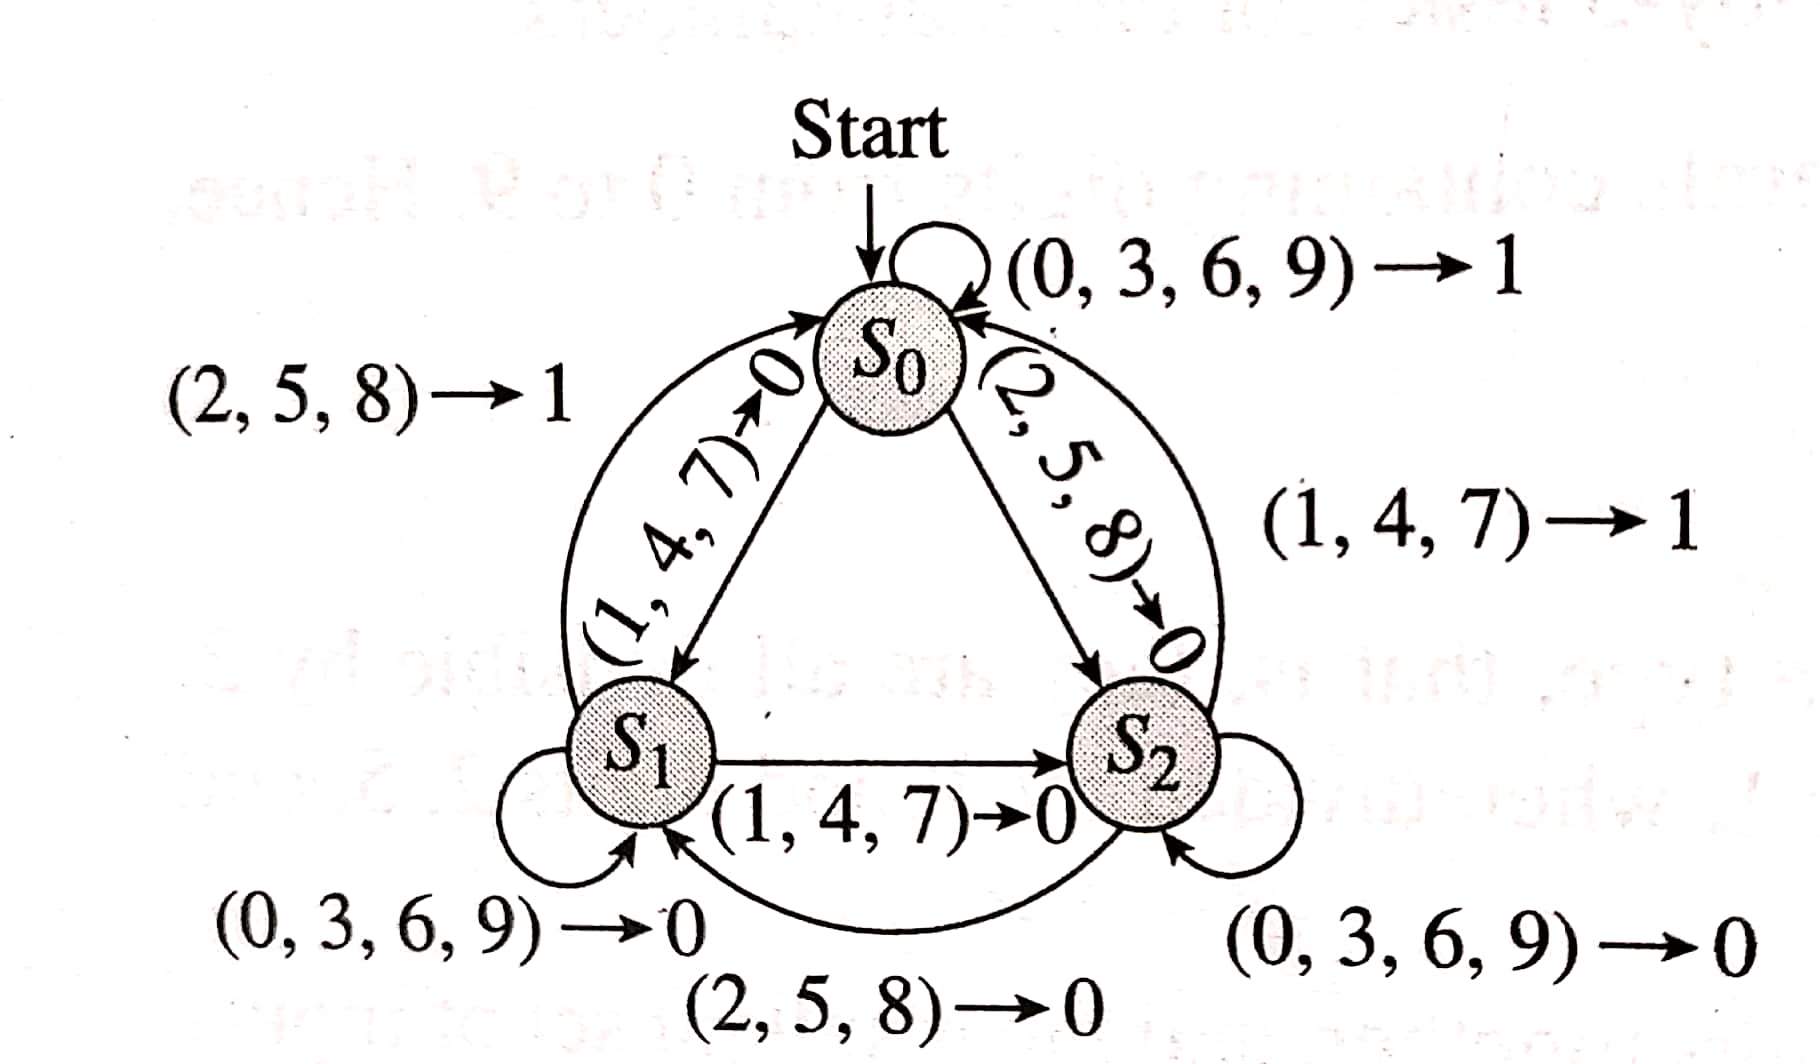 Start
(0, 3, 6, 9) → 1
S0
(2, 5, 8) → 1
(1, 4, 7) → 0
(2, 5, 8) → 0
(1, 4, 7) → 1
S1
S2
(1, 4, 7) → 0
(0, 3, 6, 9) → 0
(0, 3, 6, 9) → 0
(2, 5, 8) → 0